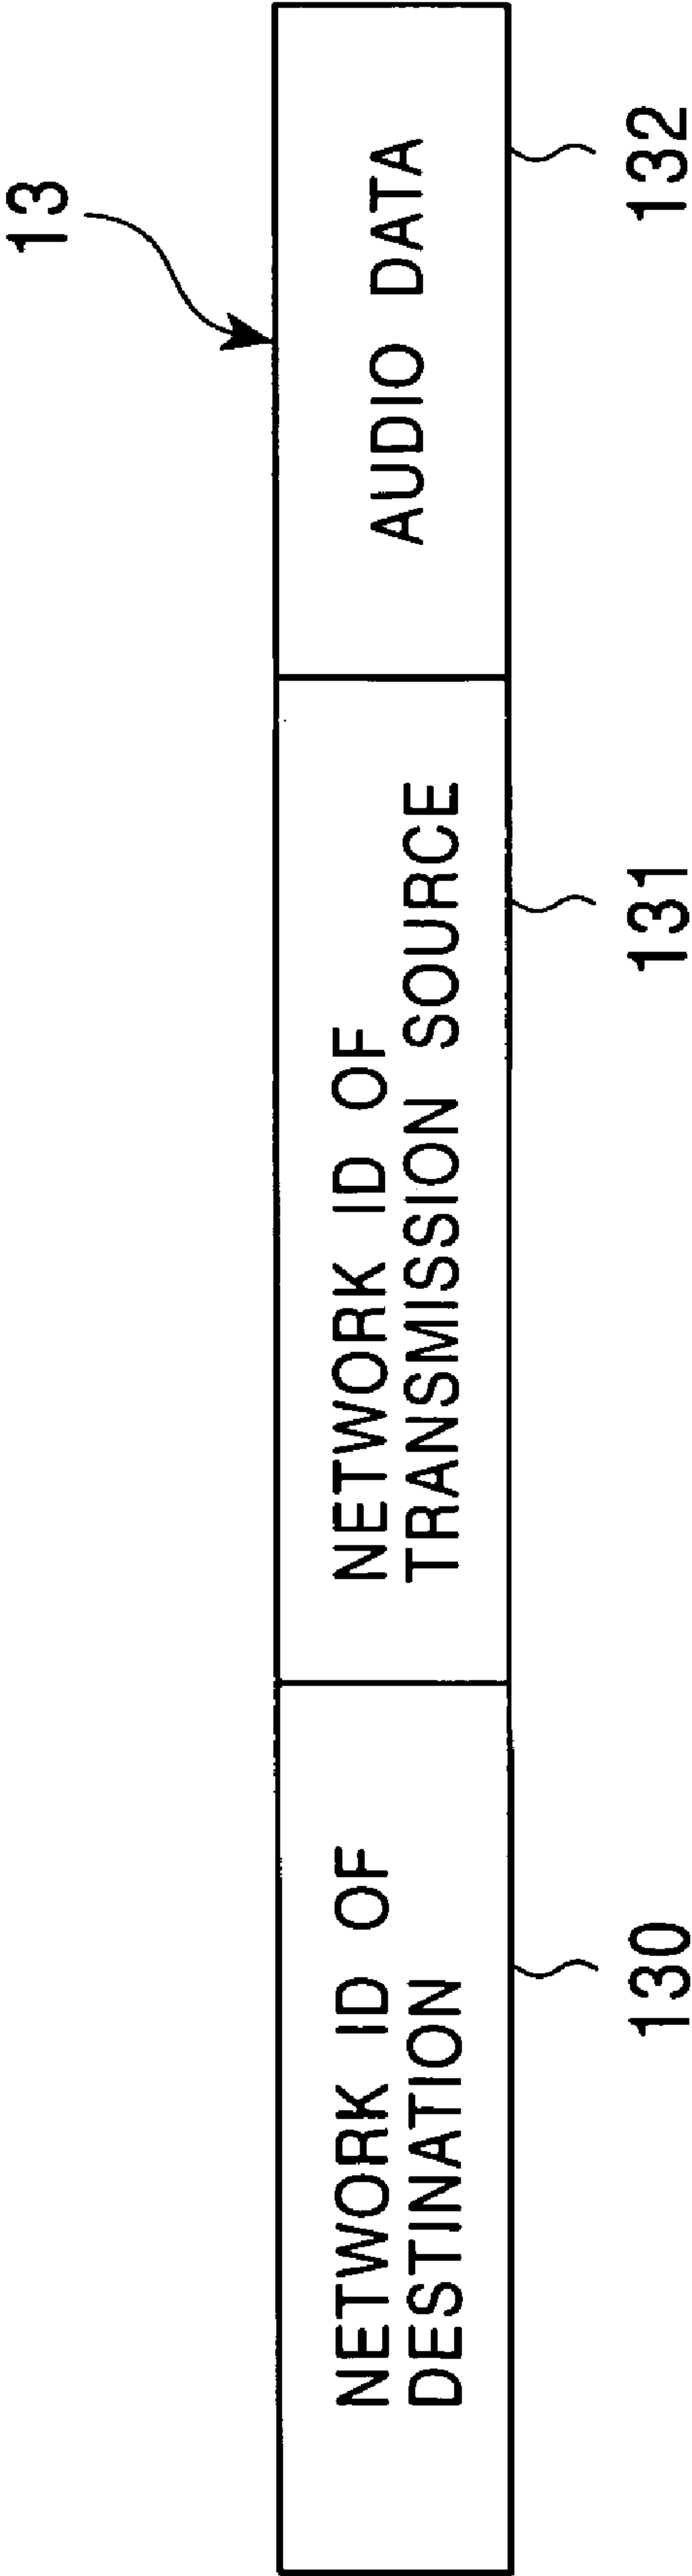 13
NETWORK ID OF
DESTINATION
NETWORK ID OF
TRANSMISSION SOURCE
AUDIO DATA
130
131
132